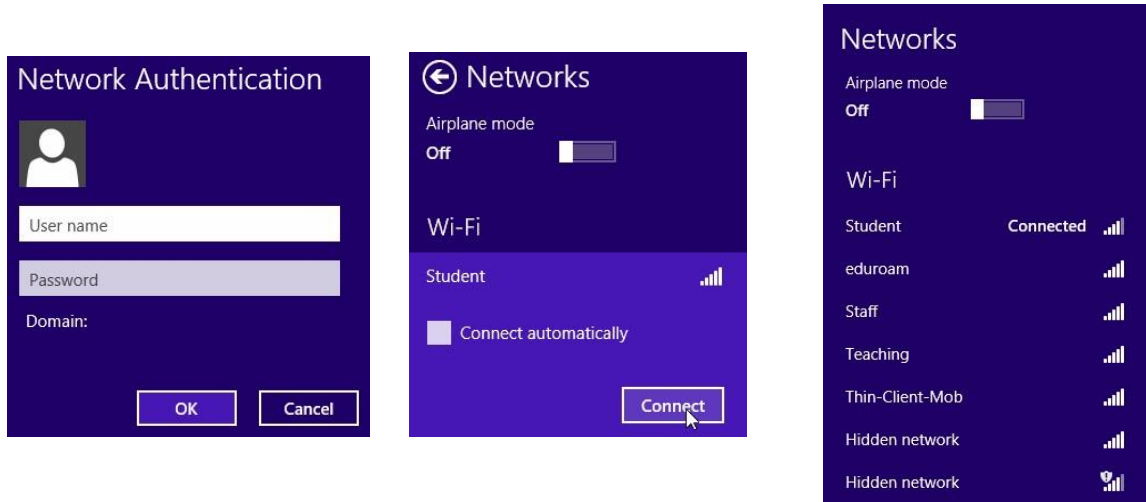 Network Authentication
User name
Password
Domain:
OK Cancel
Networks
Airplane mode
Off
Wi-Fi
Student
Connect automatically
Connect
Networks
Airplane mode
Off
Wi-Fi
Student Connected
eduroam
Staff
Teaching
Thin-Client-Mob
Hidden network
Hidden network